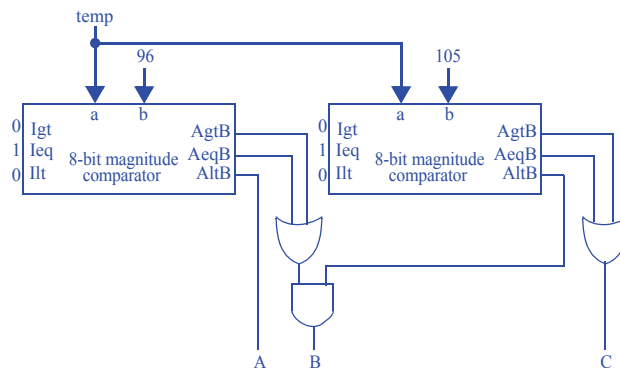 temp
96
105
a b
a b
0 Igt
1 Ieq
0 Ilt
8-bit magnitude
comparator
AgtB
AeqB
AltB
0 Igt
1 Ieq
0 Ilt
8-bit magnitude
comparator
AgtB
AeqB
AltB
A
B
C